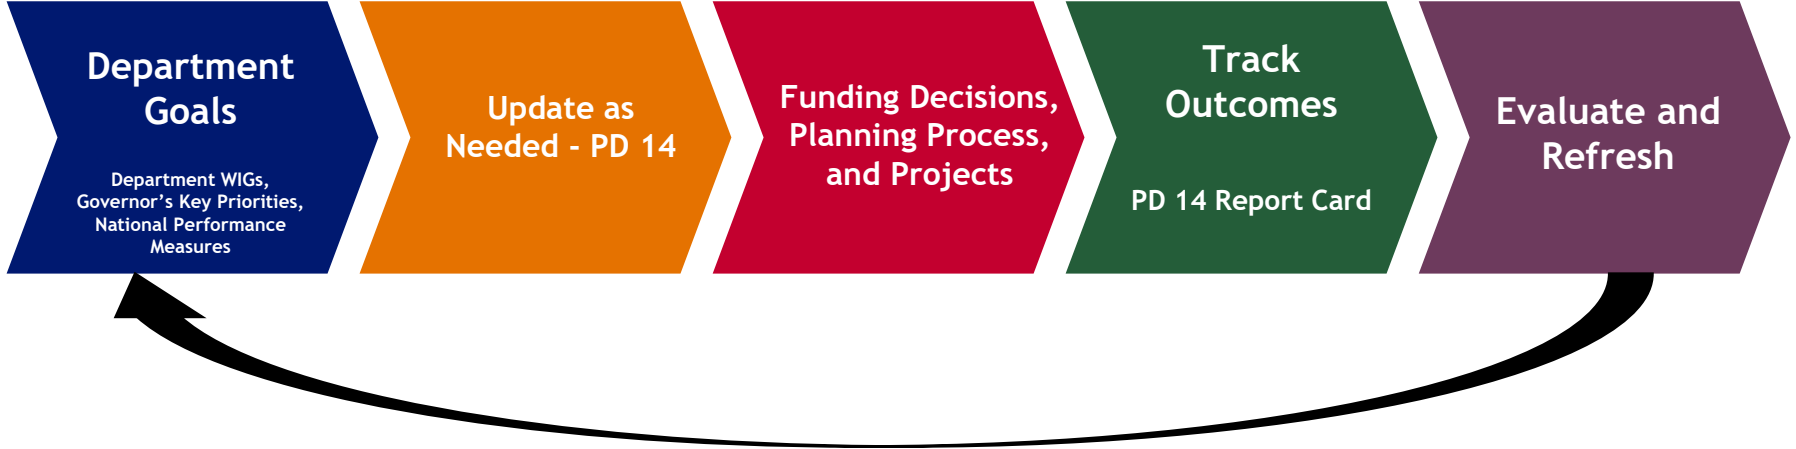 Department
Goals
Department WIGs,
Governor's Key Priorities,
National Performance
Measures
Update as
Needed - PD 14
Funding Decisions,
Planning Process,
and Projects
Track
Outcomes
PD 14 Report Card
Evaluate and
Refresh